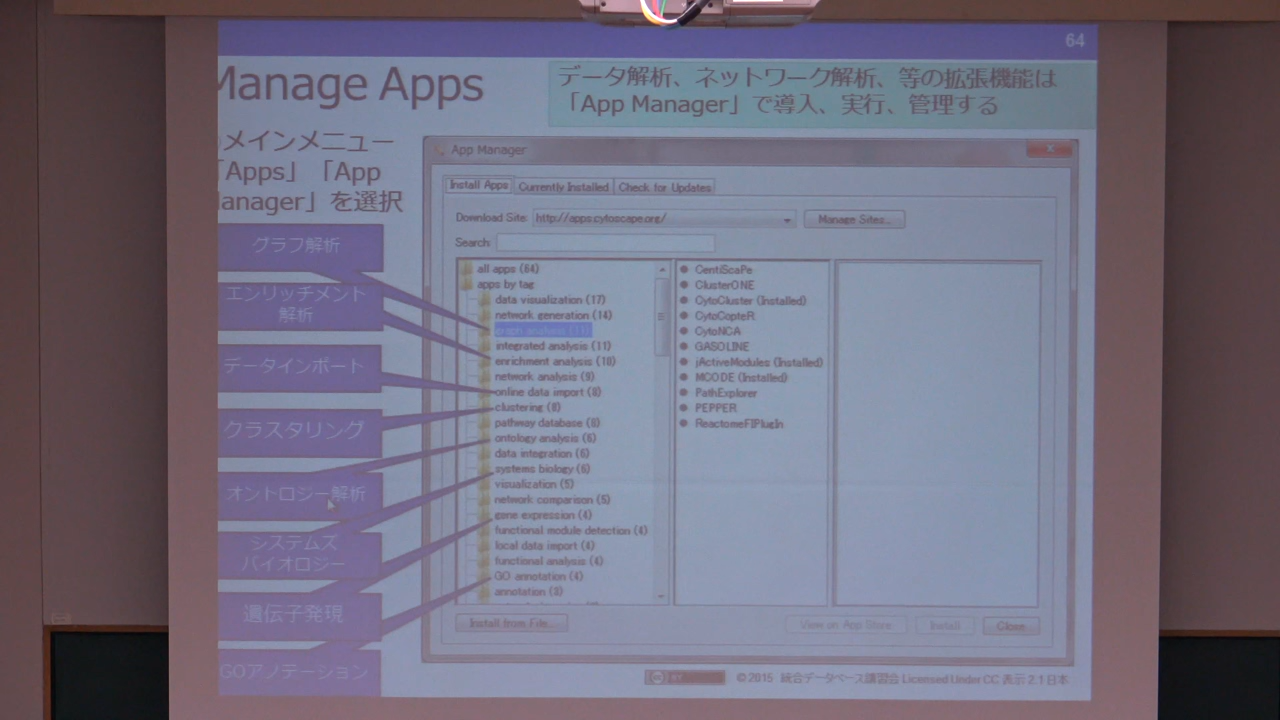 64
Manage Apps
データ解析、ネットワーク解析、等の拡張機能は
「App Manager」で導入、実行、管理する
メインメニュー
「Apps」「App
Manager」を選択
グラフ解析
エンリッチメント
解析
データインポート
クラスタリング
オントロジー解析
システムズ
バイオロジー
遺伝子発現
GOアノテーション
App Manager
Install Apps
Currently Installed
Check for Updates
Download Site: http://apps.cytoscape.org/
Manage Sites...
Search:
all apps (64)
apps by tag
data visualization (17)
network generation (14)
graph analysis (11)
integrated analysis (11)
enrichment analysis (10)
network analysis (9)
online data import (8)
clustering (8)
pathway database (8)
ontology analysis (6)
data integration (6)
systems biology (6)
visualization (5)
network comparison (5)
gene expression (4)
functional module detection (4)
local data import (4)
functional analysis (4)
GO annotation (4)
annotation (3)
CentiScaPe
ClusterONE
CytoCluster (Installed)
CytoCopteR
CytoNCA
GASOLINE
jActiveModules (Installed)
MCODE (Installed)
PathExplorer
PEPPER
ReactomeFIPlugIn
Install from File...
View on App Store
Install
Close
© 2015 統合データベース講習会 Licensed Under CC 表示 2.1 日本